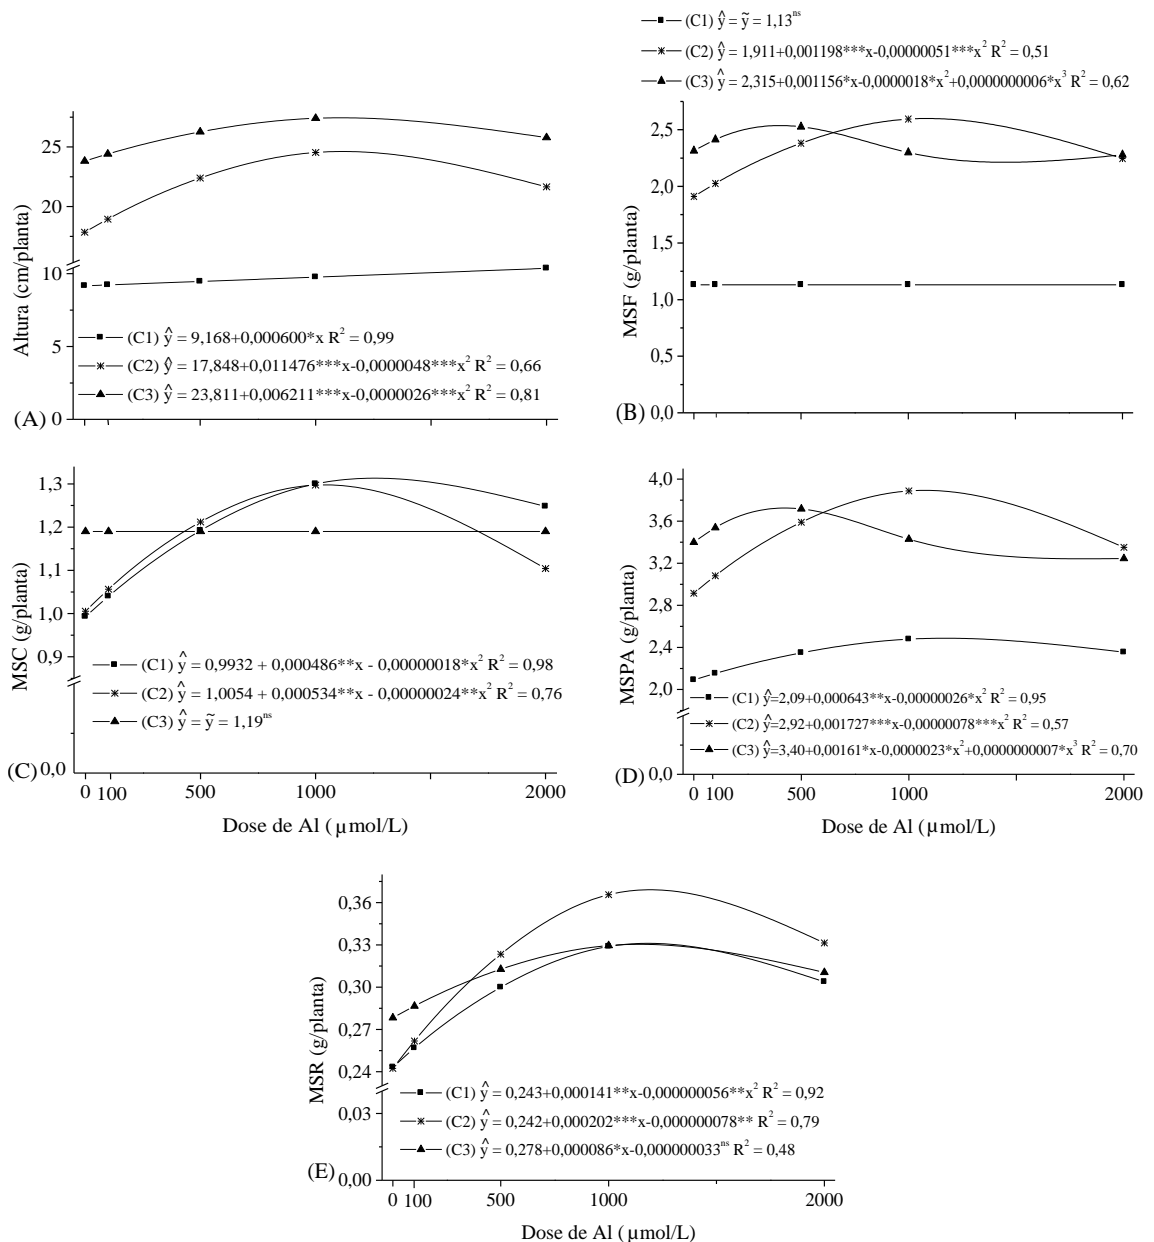 (C1) ŷ = ỹ = 1,13ns
(C2) ŷ = 1,911+0,001198***x-0,00000051***x2 R2 = 0,51
(C3) ŷ = 2,315+0,001156*x-0,0000018*x2+0,0000000006*x3 R2 = 0,62
Altura (cm/planta)
25
20
10
5
0
(C1) ŷ = 9,168+0,000600*x R2 = 0,99
(C2) ŷ = 17,848+0,011476***x-0,0000048***x2 R2 = 0,66
(C3) ŷ = 23,811+0,006211***x-0,0000026***x2 R2 = 0,81
(A)
MSF (g/planta)
2,5
2,0
1,5
1,0
0,5
0,0
(B)
MSC (g/planta)
1,3
1,2
1,1
1,0
0,9
0,0
(C1) ŷ = 0,9932 + 0,000486**x - 0,00000018*x2 R2 = 0,98
(C2) ŷ = 1,0054 + 0,000534**x - 0,00000024**x2 R2 = 0,76
(C3) ŷ = ỹ = 1,19ns
(C)
0 100 500 1000 2000
Dose de Al (µmol/L)
MSPA (g/planta)
4,0
3,6
3,2
2,8
2,4
2,0
0,0
(C1) ŷ=2,09+0,000643**x-0,00000026*x2 R2 = 0,95
(C2) ŷ=2,92+0,001727***x-0,00000078***x2 R2 = 0,57
(C3) ŷ=3,40+0,00161*x-0,0000023*x2+0,0000000007*x3 R2 = 0,70
(D)
0 100 500 1000 2000
Dose de Al (µmol/L)
MSR (g/planta)
0,36
0,33
0,30
0,27
0,24
0,03
0,00
(C1) ŷ = 0,243+0,000141**x-0,000000056**x2 R2 = 0,92
(C2) ŷ = 0,242+0,000202***x-0,000000078** R2 = 0,79
(C3) ŷ = 0,278+0,000086*x-0,000000033ns R2 = 0,48
(E)
0 100 500 1000 2000
Dose de Al (µmol/L)